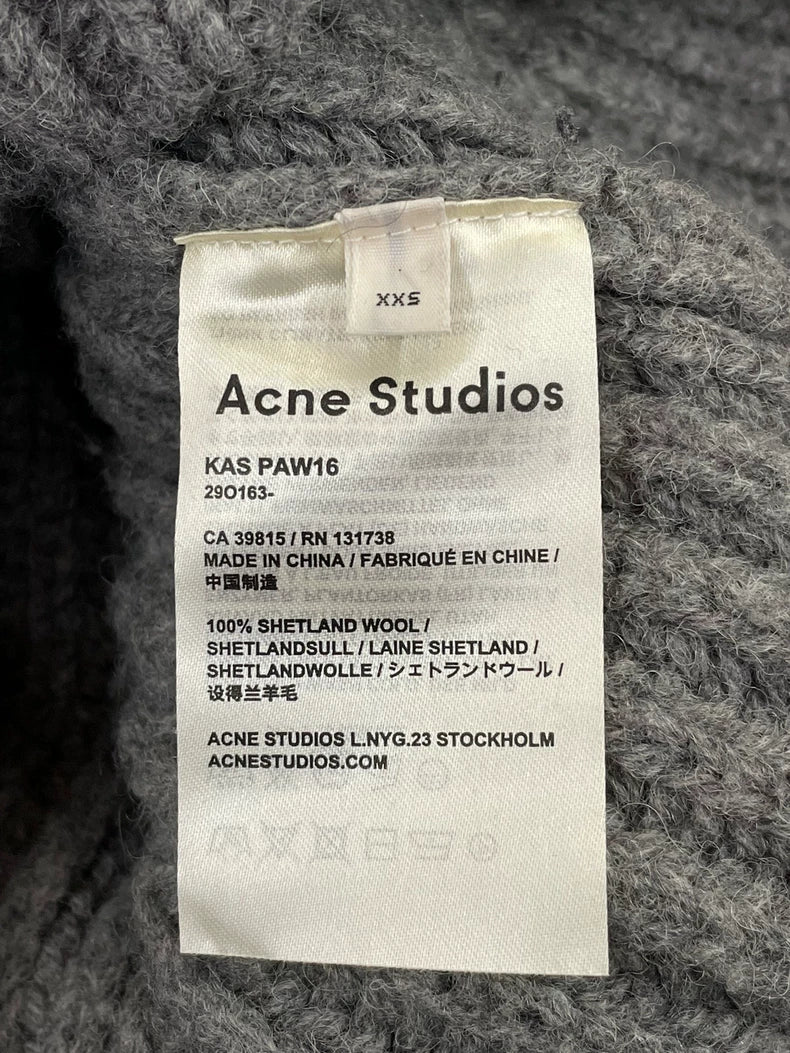 XXS
Acne Studios
KAS PAW16
29O163-
CA 39815 / RN 131738
MADE IN CHINA / FABRIQUÉ EN CHINE /
中国制造
100% SHETLAND WOOL /
SHETLANDSULL / LAINE SHETLAND /
SHETLANDWOLLE / シェトランドウール /
设得兰羊毛
ACNE STUDIOS L.NYG.23 STOCKHOLM
ACNESTUDIOS.COM